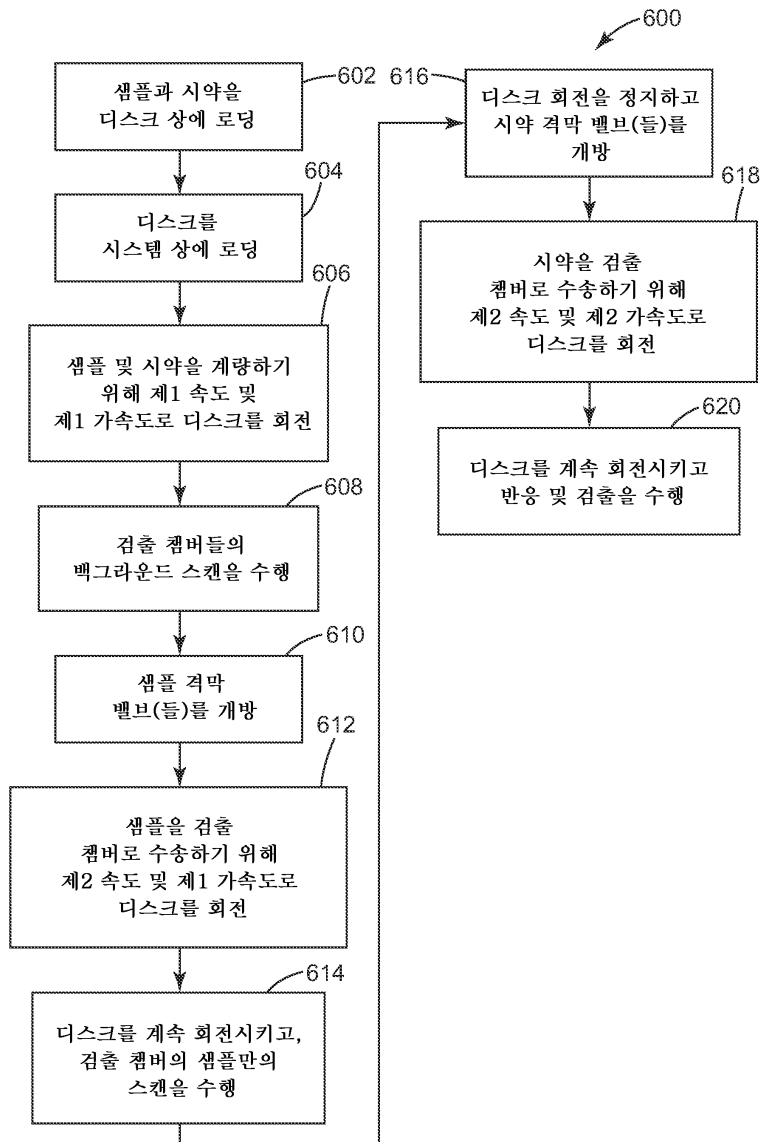 600
602
샘플과 시약을
디스크 상에 로딩
604
디스크를
시스템 상에 로딩
606
샘플 및 시약을 계량하기
위해 제1 속도 및
제1 가속도로 디스크를 회전
608
검출 챔버들의
백그라운드 스캔을 수행
610
샘플 격막
밸브(들)를 개방
612
샘플을 검출
챔버로 수송하기 위해
제2 속도 및 제1 가속도로
디스크를 회전
614
디스크를 계속 회전시키고,
검출 챔버의 샘플만의
스캔을 수행
616
디스크 회전을 정지하고
시약 격막 밸브(들)를
개방
618
시약을 검출
챔버로 수송하기 위해
제2 속도 및 제2 가속도로
디스크를 회전
620
디스크를 계속 회전시키고
반응 및 검출을 수행